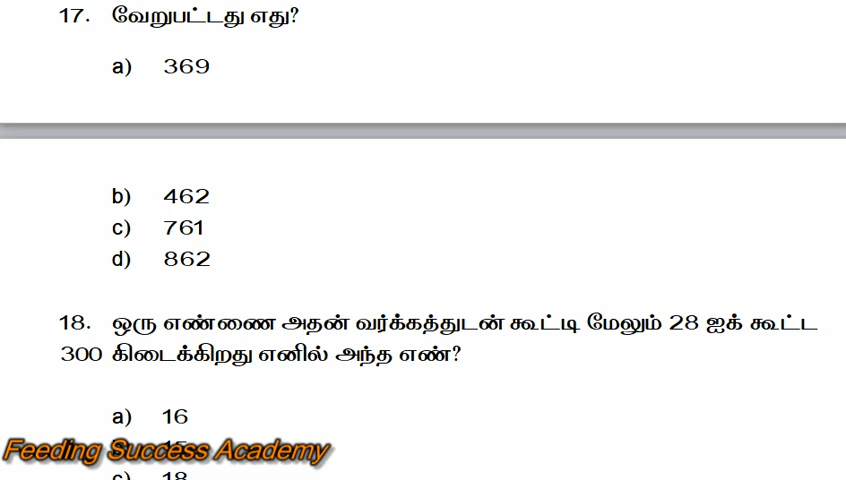 17. வேறுபட்டது எது?
a) 369
b) 462
c) 761
d) 862
18. ஒரு எண்ணை அதன் வர்க்கத்துடன் கூட்டி மேலும் 28 ஐக் கூட்ட
300 கிடைக்கிறது எனில் அந்த எண்?
a) 16
Feeding Success Academy
c) 18